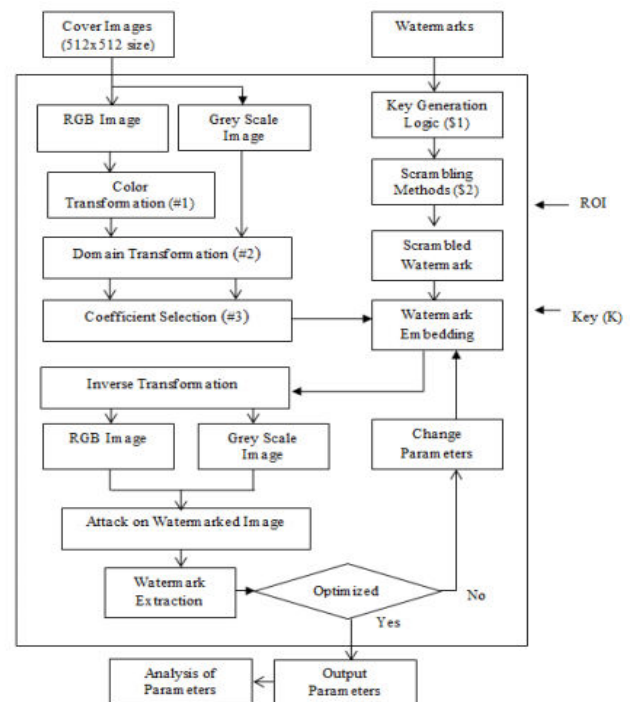 Cover Images
(512x512 size)
Watermarks
RGB Image
Grey Scale
Image
Key Generation
Logic ($1)
Color
Transformation (#1)
Scrambling
Methods ($2)
ROI
Domain Transformation (#2)
Scrambled
Watermark
Coefficient Selection (#3)
Watermark
Embedding
Key (K)
Inverse Transformation
RGB Image
Grey Scale
Image
Change
Parameters
Attack on Watermarked Image
Watermark
Extraction
Optimized
No
Yes
Analysis of
Parameters
Output
Parameters